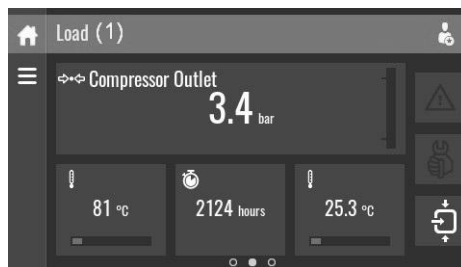 Load (1)
Compressor Outlet
3.4 bar
81 °C
2124 hours
25.3 °C